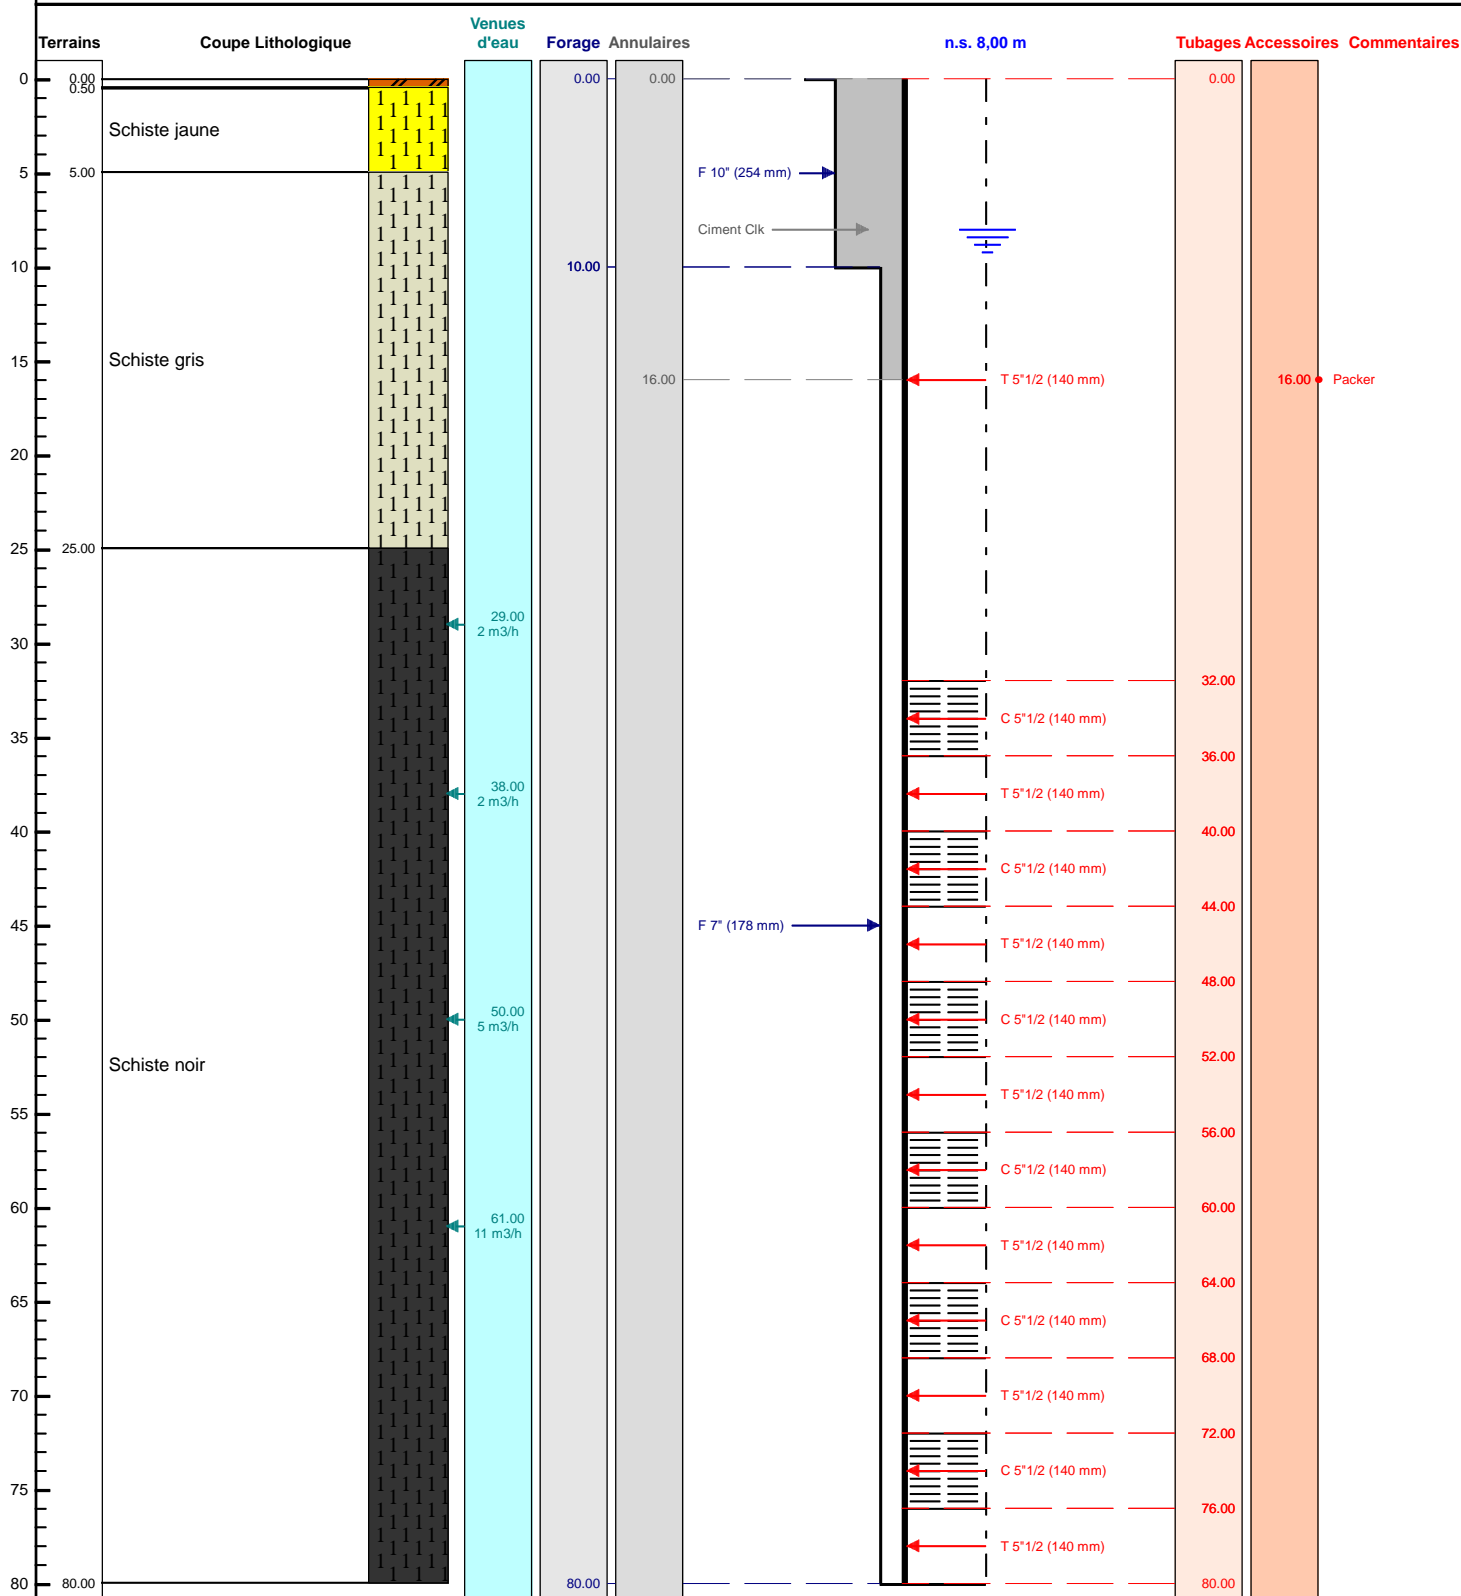 Terrains Coupe Lithologique Venues d'eau Forage Annulaires n.s. 8,00 m Tubages Accessoires Commentaires
0 0.00 0.00 0.00 0.00
0.50
Schiste jaune
5 5.00 F 10" (254 mm)
Ciment Clk
10 10.00
15 Schiste gris
16.00 T 5"1/2 (140 mm) 16.00 Packer
20
25 25.00
29.00
2 m3/h
30
32.00
C 5"1/2 (140 mm)
35
36.00
38.00
2 m3/h T 5"1/2 (140 mm)
40 40.00
C 5"1/2 (140 mm)
44.00
45 F 7" (178 mm)
T 5"1/2 (140 mm)
48.00
50 50.00
5 m3/h C 5"1/2 (140 mm)
Schiste noir 52.00
T 5"1/2 (140 mm)
55
56.00
C 5"1/2 (140 mm)
60 60.00
61.00
11 m3/h
T 5"1/2 (140 mm)
64.00
65
C 5"1/2 (140 mm)
68.00
70 T 5"1/2 (140 mm)
72.00
C 5"1/2 (140 mm)
75
76.00
T 5"1/2 (140 mm)
80 80.00 80.00 80.00